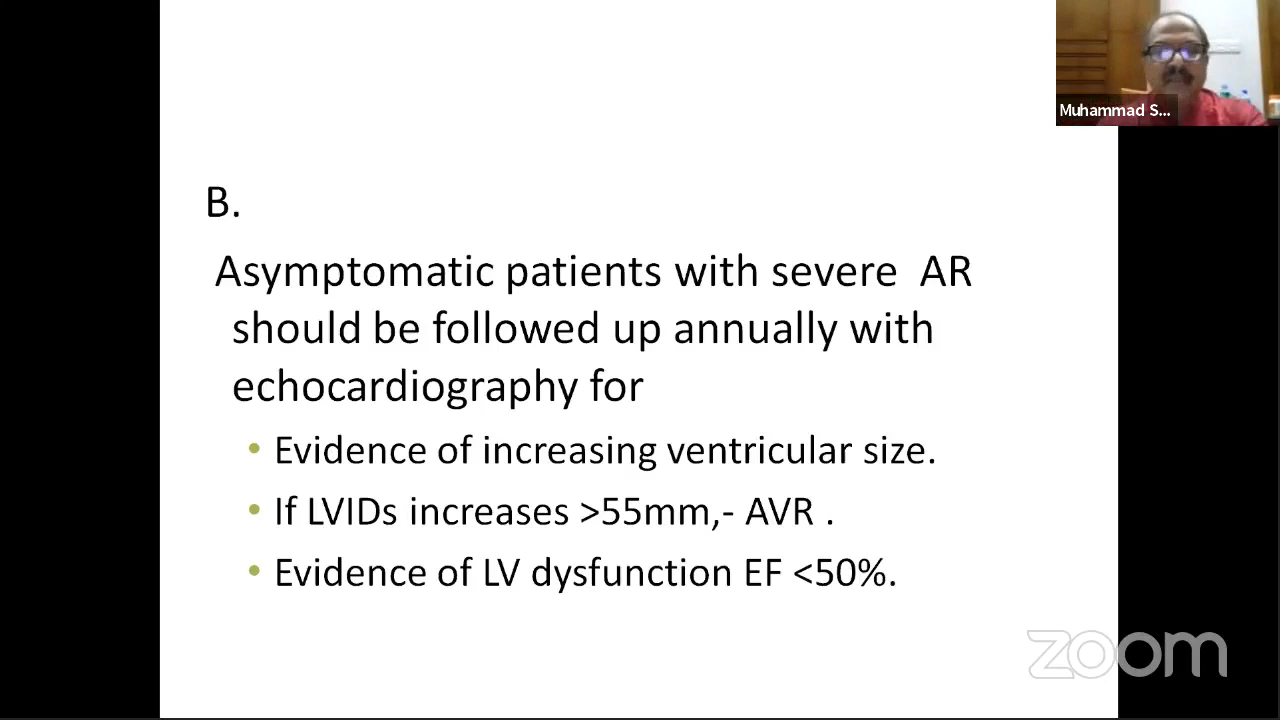 Muhammad S...
B.
Asymptomatic patients with severe AR
should be followed up annually with
echocardiography for
• Evidence of increasing ventricular size.
• If LVIDs increases >55mm,- AVR .
• Evidence of LV dysfunction EF <50%.
zoom